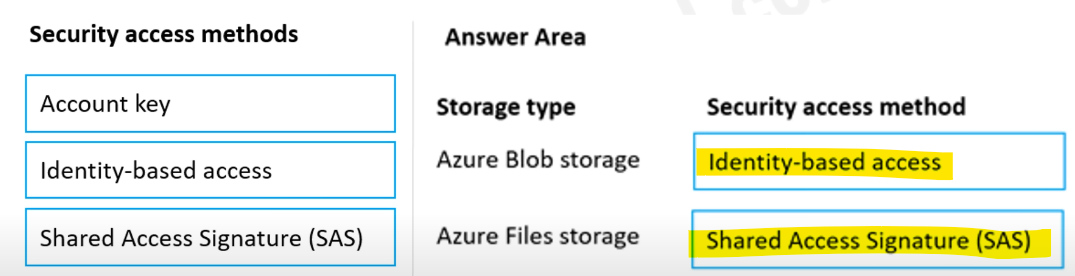 Security access methods
Account key
Identity-based access
Shared Access Signature (SAS)
Answer Area
Storage type Security access method
Azure Blob storage Identity-based access
Azure Files storage Shared Access Signature (SAS)